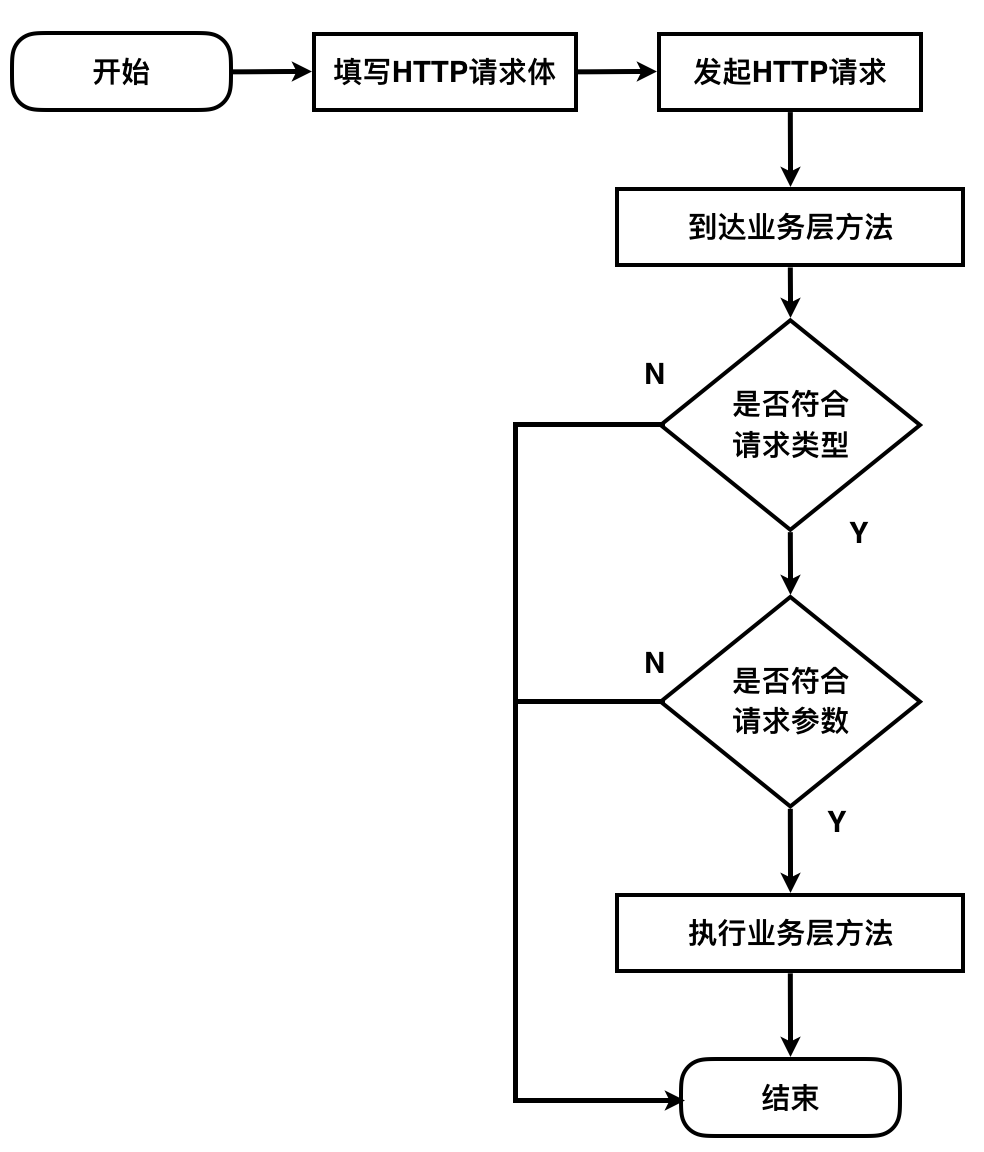 开始
填写HTTP请求体
发起HTTP请求
到达业务层方法
N
是否符合
请求类型
Y
N
是否符合
请求参数
Y
执行业务层方法
结束